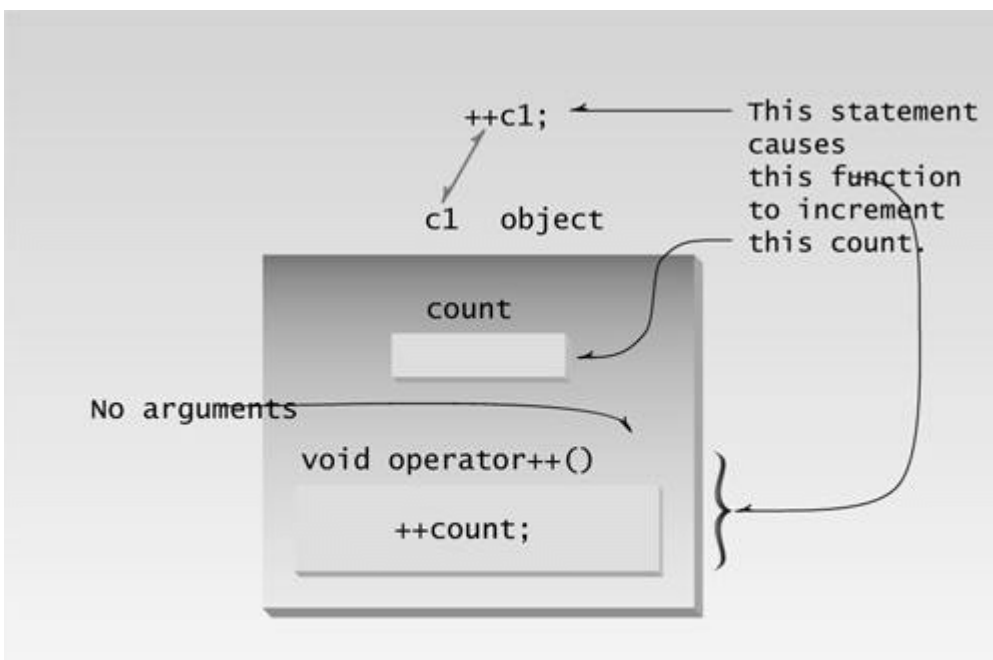 ++c1;
This statement
causes
this function
to increment
this count.
c1 object
count
No arguments
void operator++()
++count;